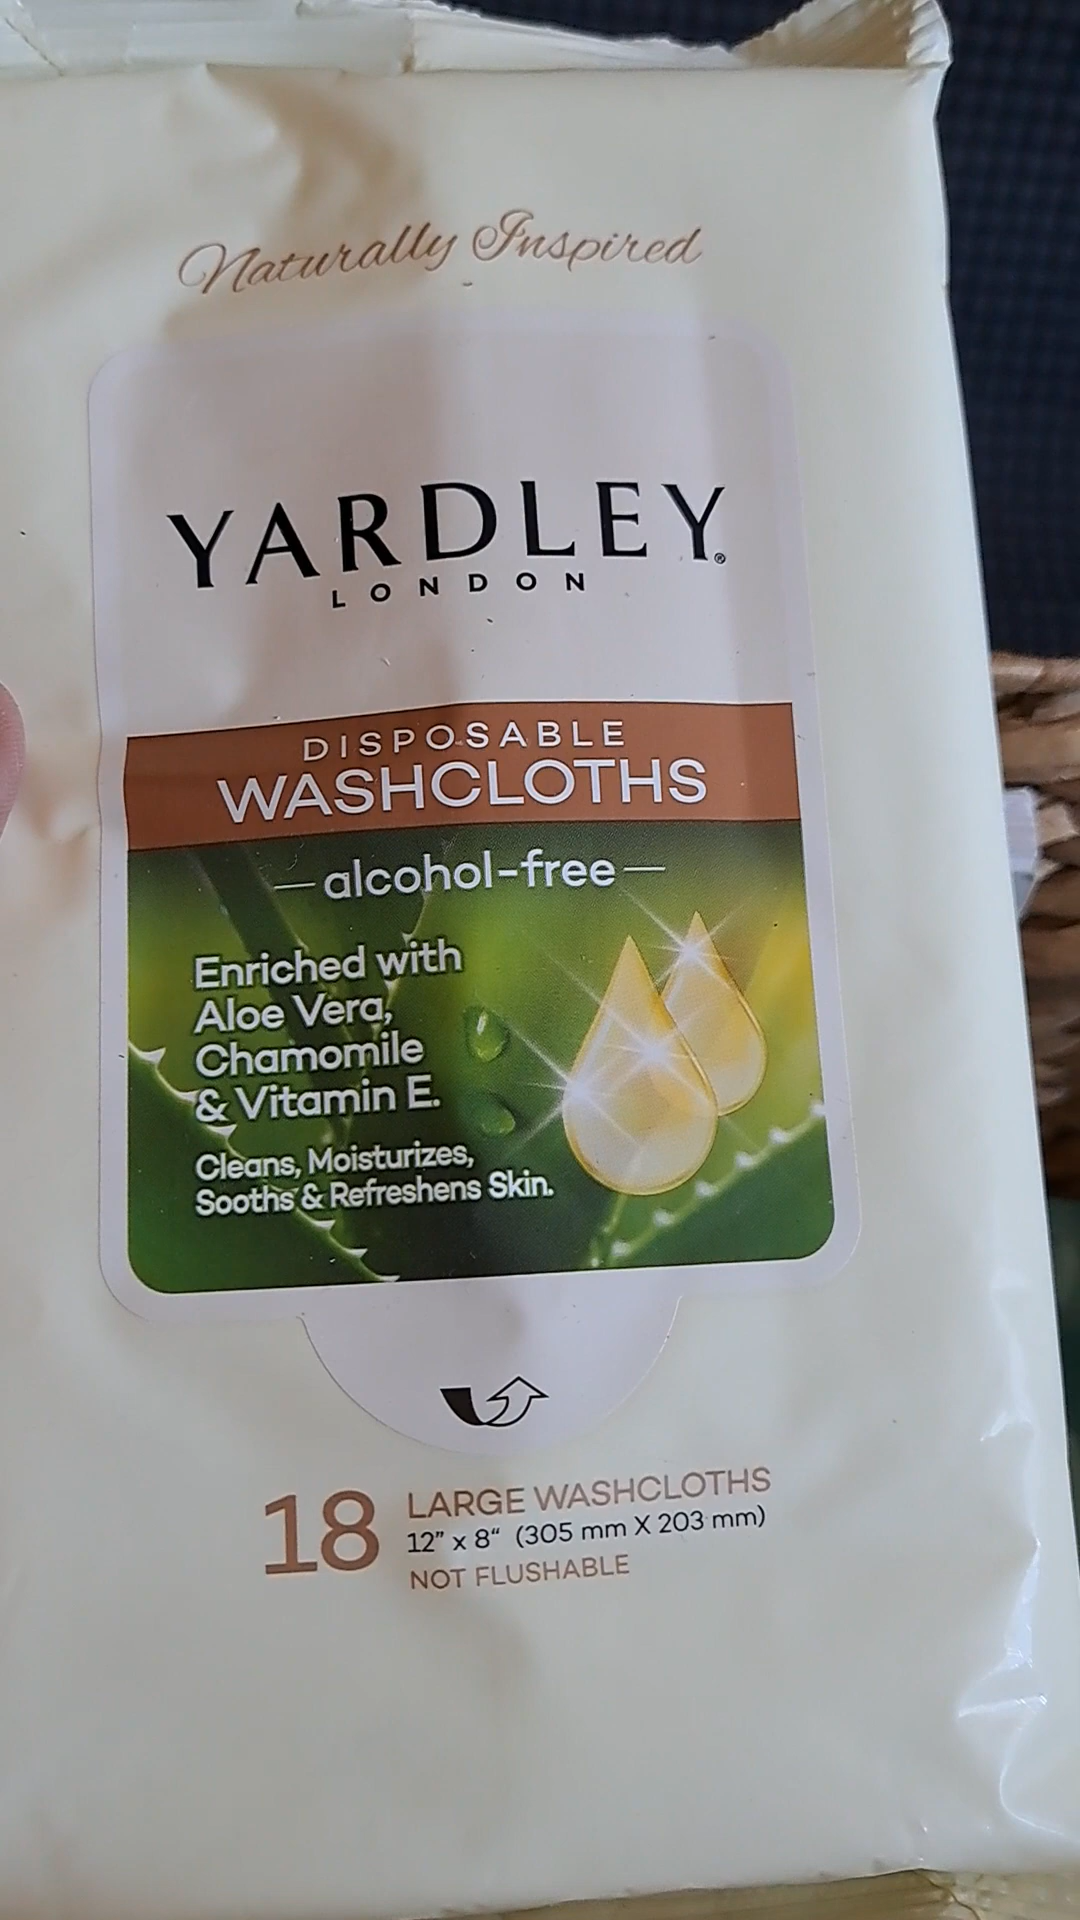 Naturally Inspired
YARDLEY®
LONDON
DISPOSABLE
WASHCLOTHS
— alcohol-free —
Enriched with
Aloe Vera,
Chamomile
& Vitamin E.
Cleans, Moisturizes,
Sooths & Refreshens Skin.
18
LARGE WASHCLOTHS
12” x 8“ (305 mm X 203 mm)
NOT FLUSHABLE